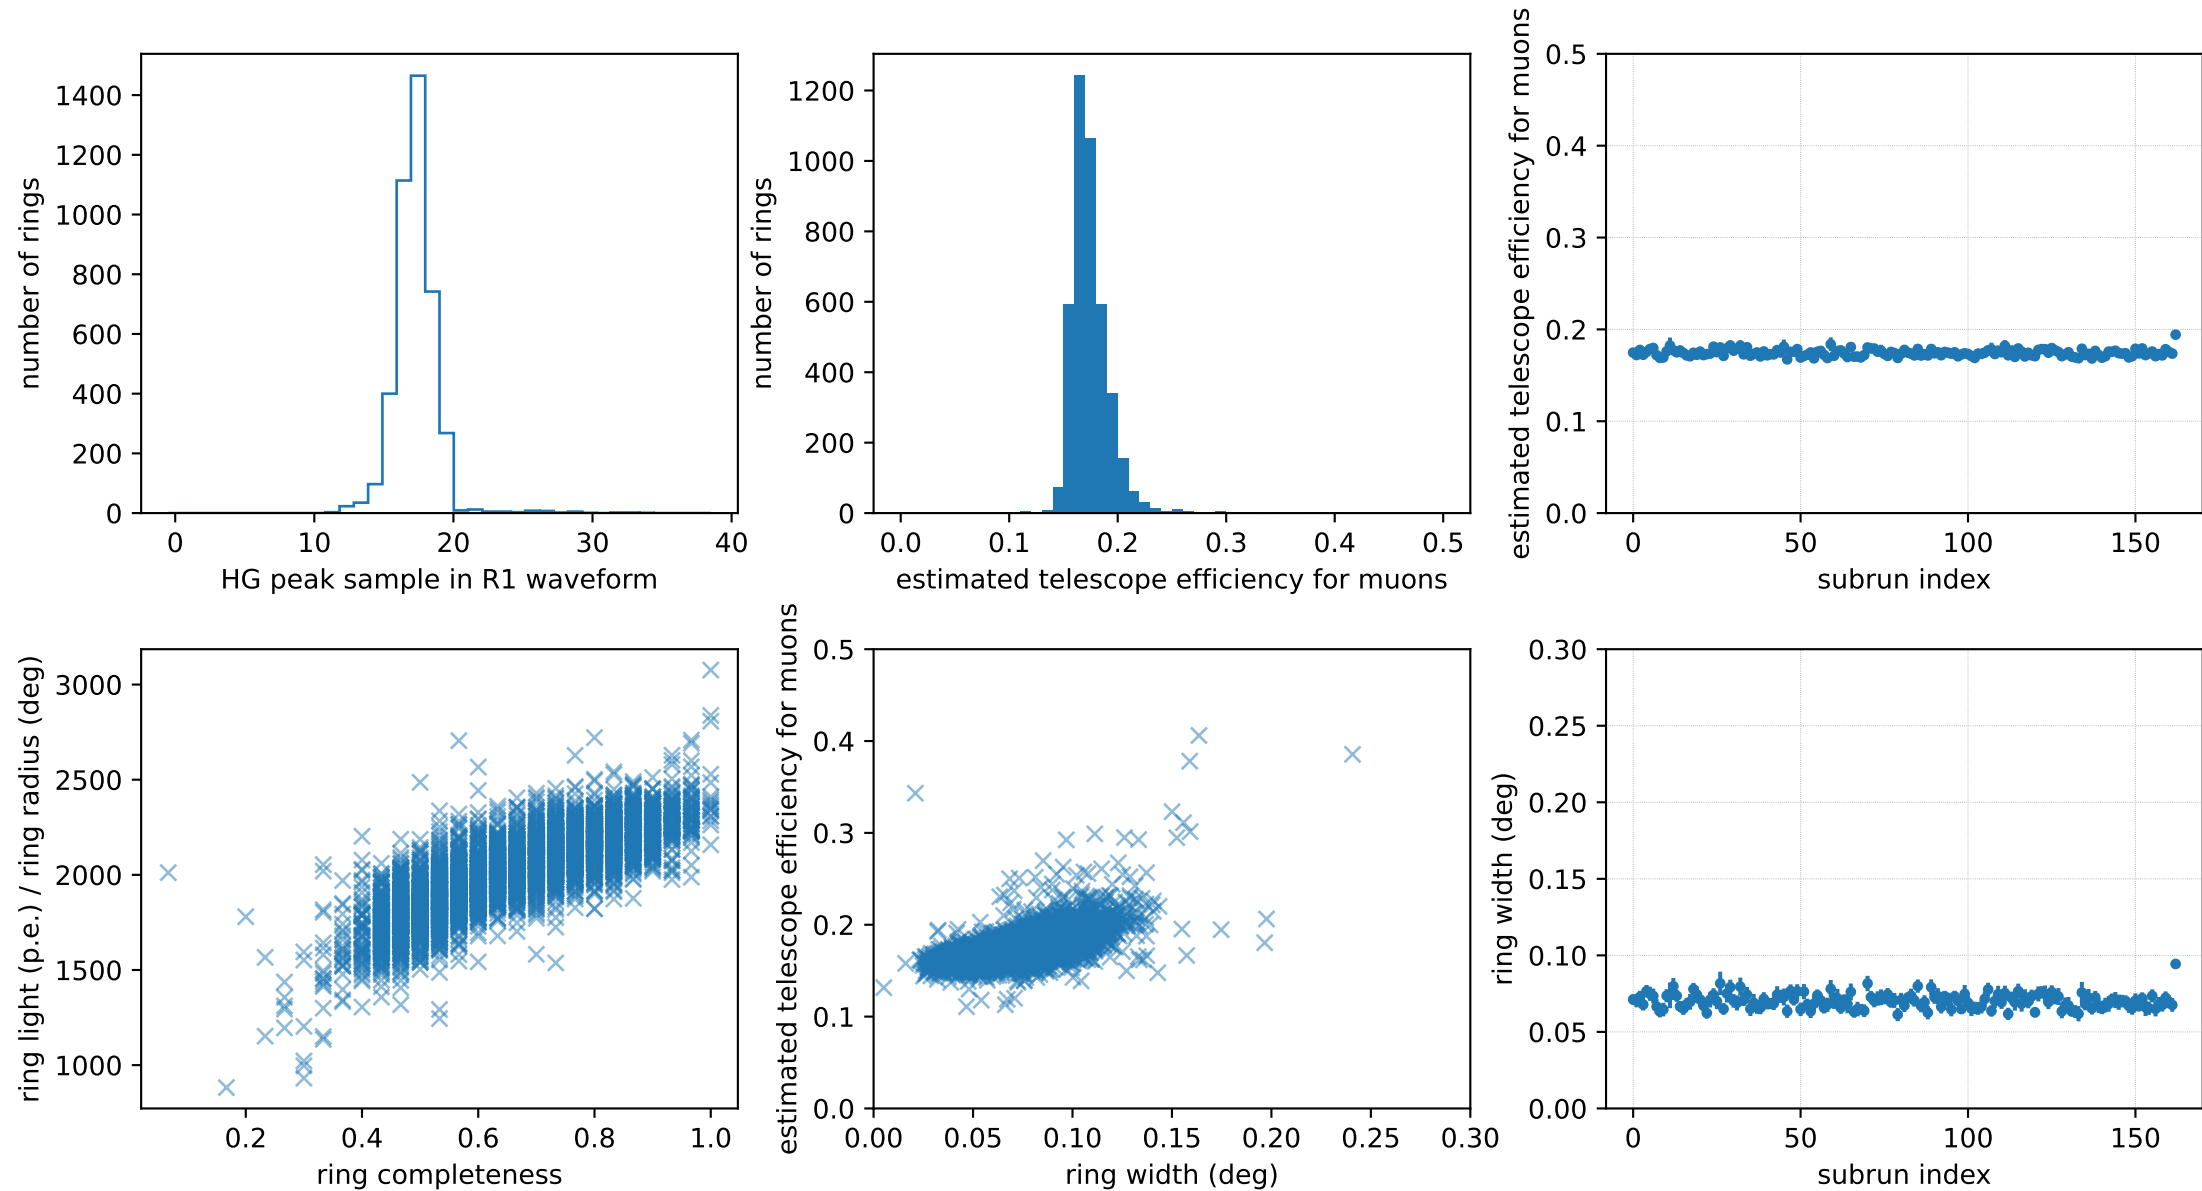 number of rings
1400
1200
1000
800
600
400
200
0
0 10 20 30 40
HG peak sample in R1 waveform
number of rings
1200
1000
800
600
400
200
0
0.0 0.1 0.2 0.3 0.4 0.5
estimated telescope efficiency for muons
estimated telescope efficiency for muons
0.5
0.4
0.3
0.2
0.1
0.0
0 50 100 150
subrun index
ring light (p.e.) / ring radius (deg)
3000
2500
2000
1500
1000
0.2 0.4 0.6 0.8 1.0
ring completeness
estimated telescope efficiency for muons
0.5
0.4
0.3
0.2
0.1
0.0
0.00 0.05 0.10 0.15 0.20 0.25 0.30
ring width (deg)
ring width (deg)
0.30
0.25
0.20
0.15
0.10
0.05
0.00
0 50 100 150
subrun index